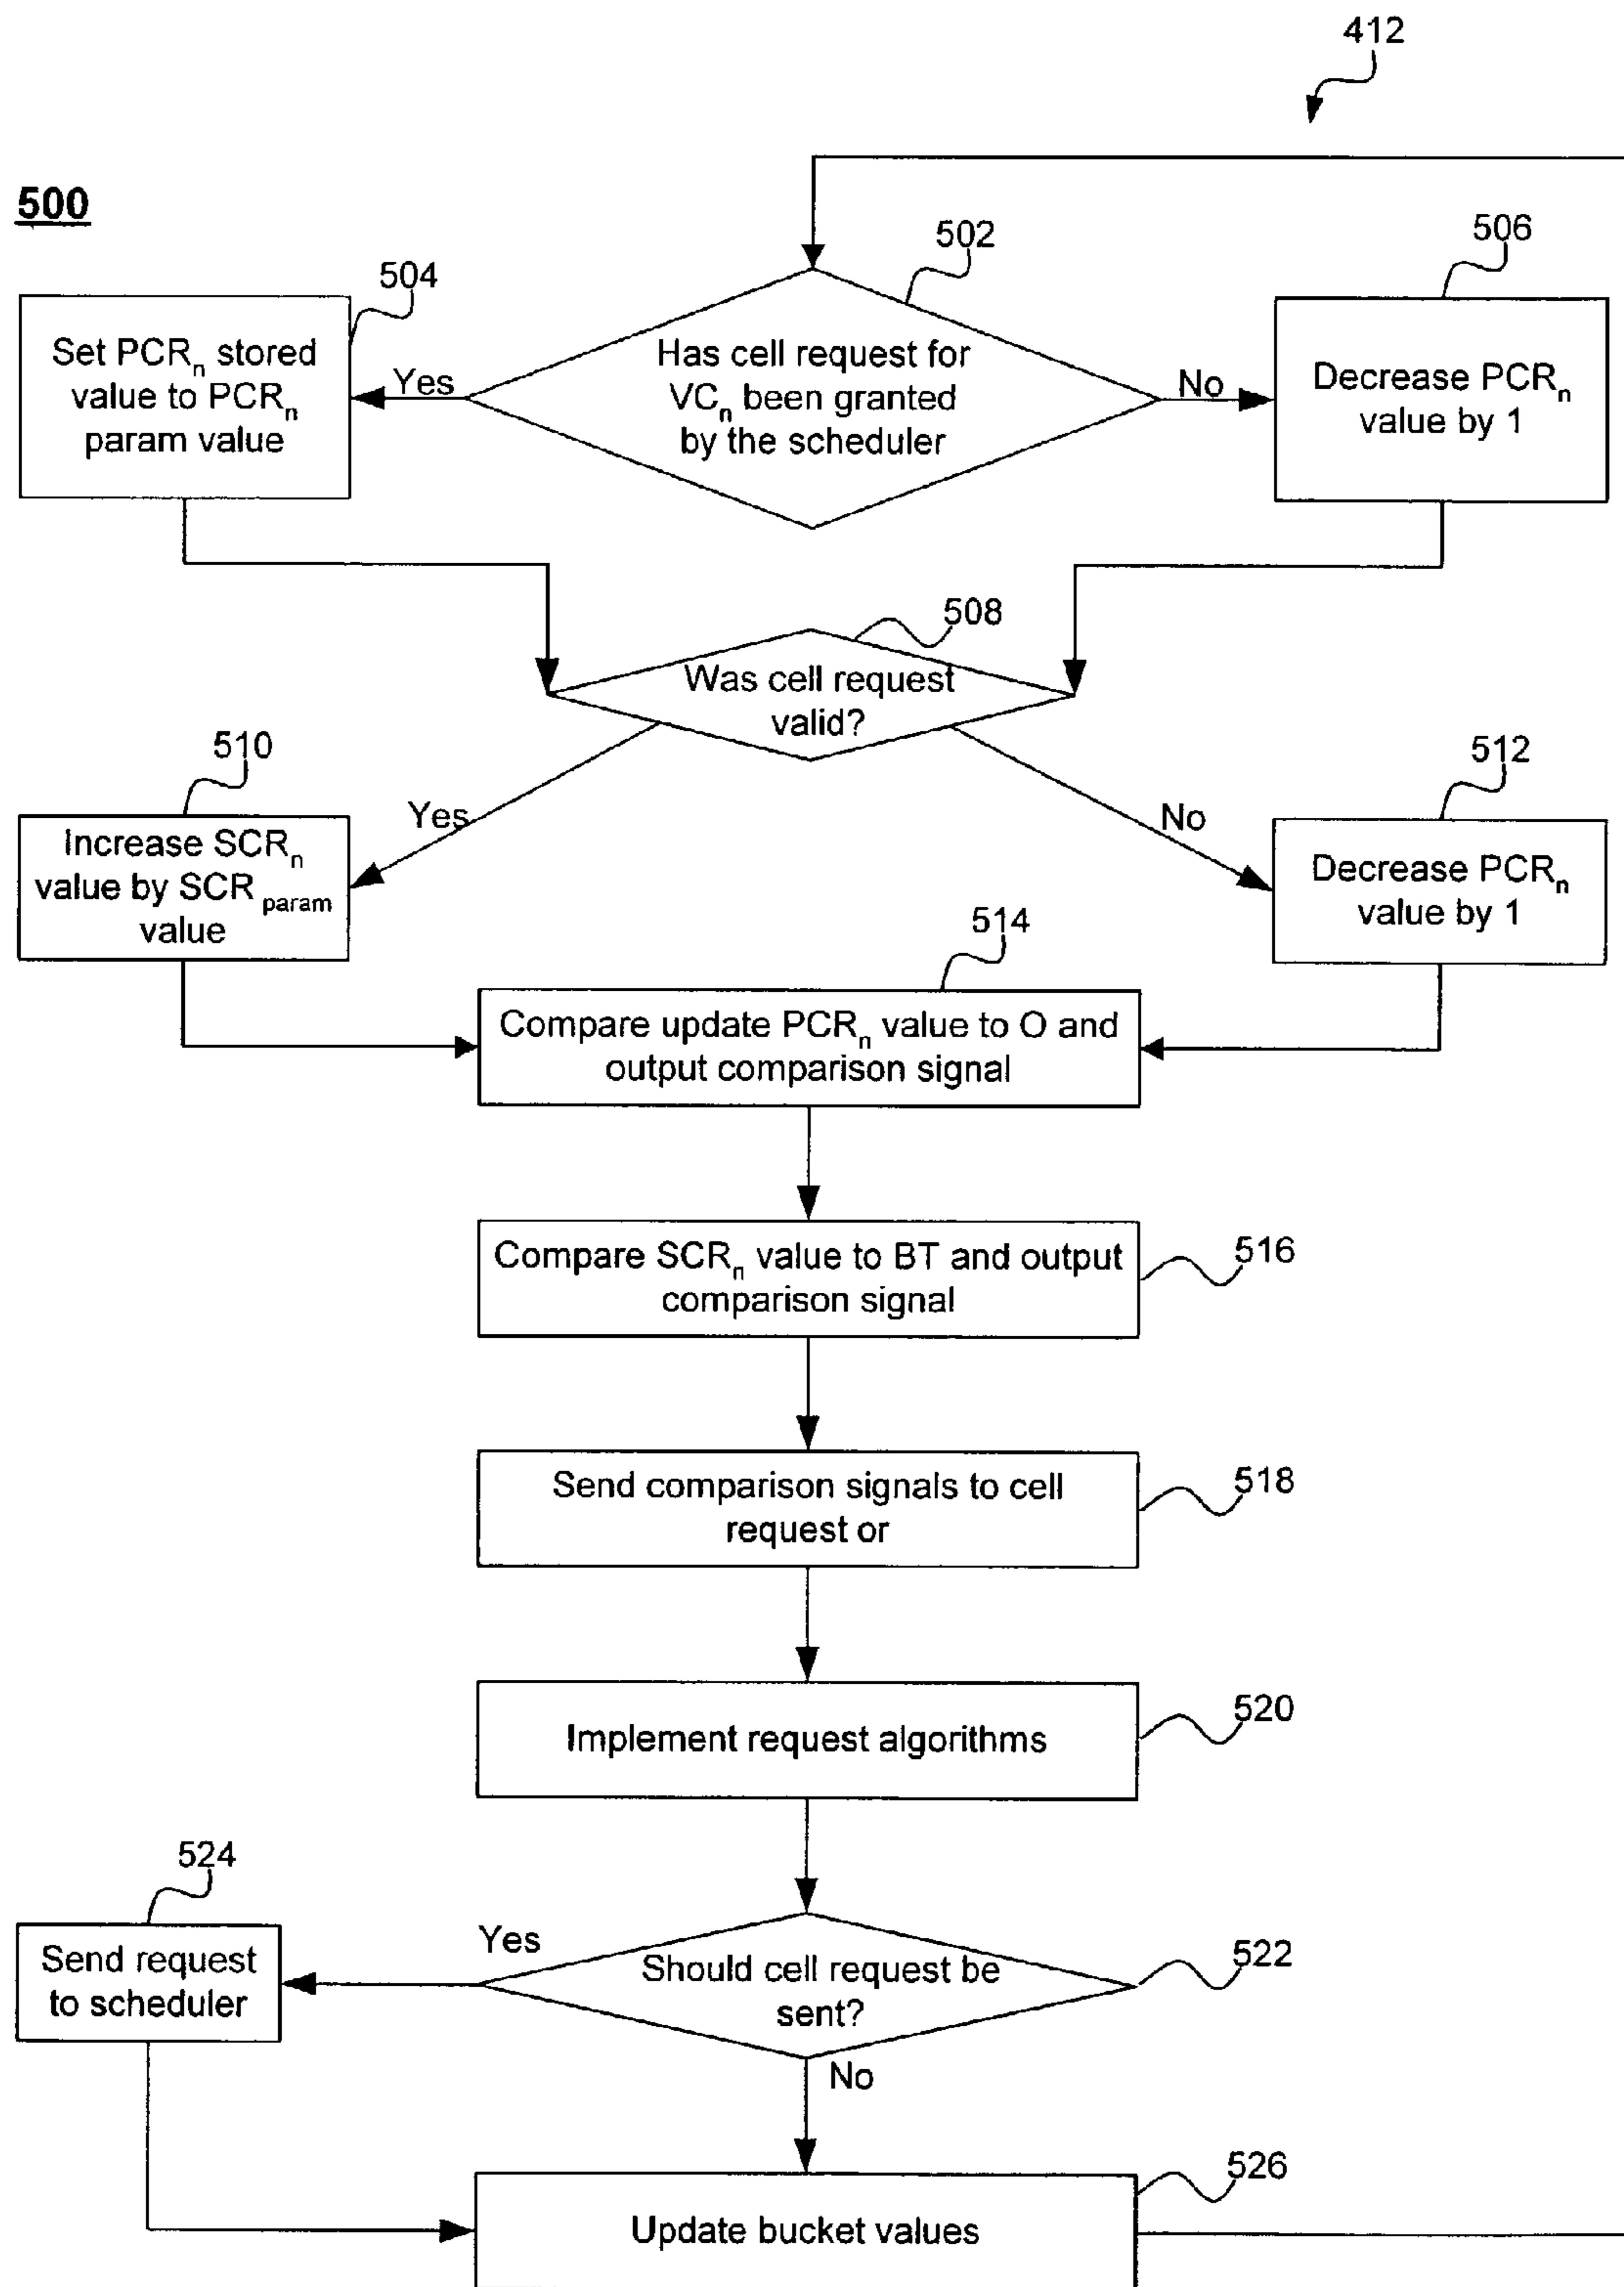 412
500
502
506
504
Set PCRn stored
value to PCRn
param value
Yes
Has cell request for
VCn been granted
by the scheduler
No
Decrease PCRn
value by 1
508
Was cell request
valid?
510
512
Yes
No
Increase SCRn
value by SCR param
value
Decrease PCRn
value by 1
514
Compare update PCRn value to O and
output comparison signal
Compare SCRn value to BT and output
comparison signal
516
Send comparison signals to cell
request or
518
Implement request algorithms
520
524
Yes
Send request
to scheduler
Should cell request be
sent?
522
No
526
Update bucket values